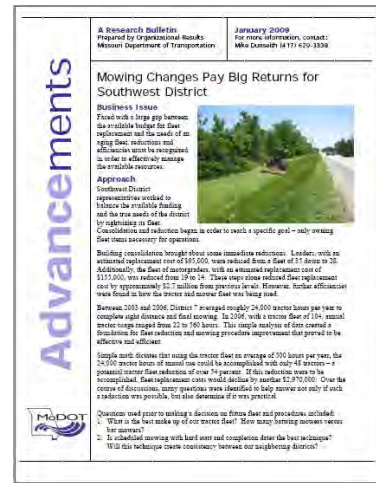 Advancements
A Research Bulletin
Prepared by Organizational Results
Missouri Department of Transportation
January 2009
For more information, contact:
Mike Dunseith (417) 629-3328
Mowing Changes Pay Big Returns for
Southwest District
Business Issue
Faced with a large gap between
the available budget for fleet
replacement and the needs of an
aging fleet, reductions and
efficiencies must be recognized
in order to effectively manage
the available resources.
Approach
Southwest District
representatives worked to
balance the available funding
and the true needs of the district
by rightsizing its fleet.
Consolidation and reduction began in order to reach a specific goal – only owning
fleet items necessary for operations.
Building consolidation brought about some immediate reductions. Loaders, with an
estimated replacement cost of $95,000, were reduced from a fleet of 35 down to 20.
Additionally, the fleet of motorgraders, with an estimated replacement cost of
$155,000, was reduced from 19 to 14. These steps alone reduced fleet replacement
cost by approximately $2.7 million from previous levels. However, further efficiencies
were found in how the tractor and mower fleet was being used.
Between 2003 and 2006, District 7 averaged roughly 24,000 tractor hours per year to
complete sight distance and final mowing. In 2006, with a tractor fleet of 104, annual
tractor usage ranged from 22 to 560 hours. This simple analysis of data created a
foundation for fleet reduction and mowing procedure improvement that proved to be
effective and efficient.
Simple math dictates that using the tractor fleet an average of 500 hours per year, the
24,000 tractor hours of annual use could be accomplished with only 48 tractors – a
potential tractor fleet reduction of over 54 percent. If this reduction were to be
accomplished, fleet replacement costs would decline by another $2,970,000. Over the
course of discussions, many questions were identified to help answer not only if such
a reduction was possible, but also determine if it was practical.
Questions used prior to making a decision on future fleet and procedures included:
1. What is the best make up of our tractor fleet? How many batwing mowers versus
bar mowers?
2. Is scheduled mowing with hard start and completion dates the best technique?
Will this technique create consistency between our neighboring districts?
MoDOT